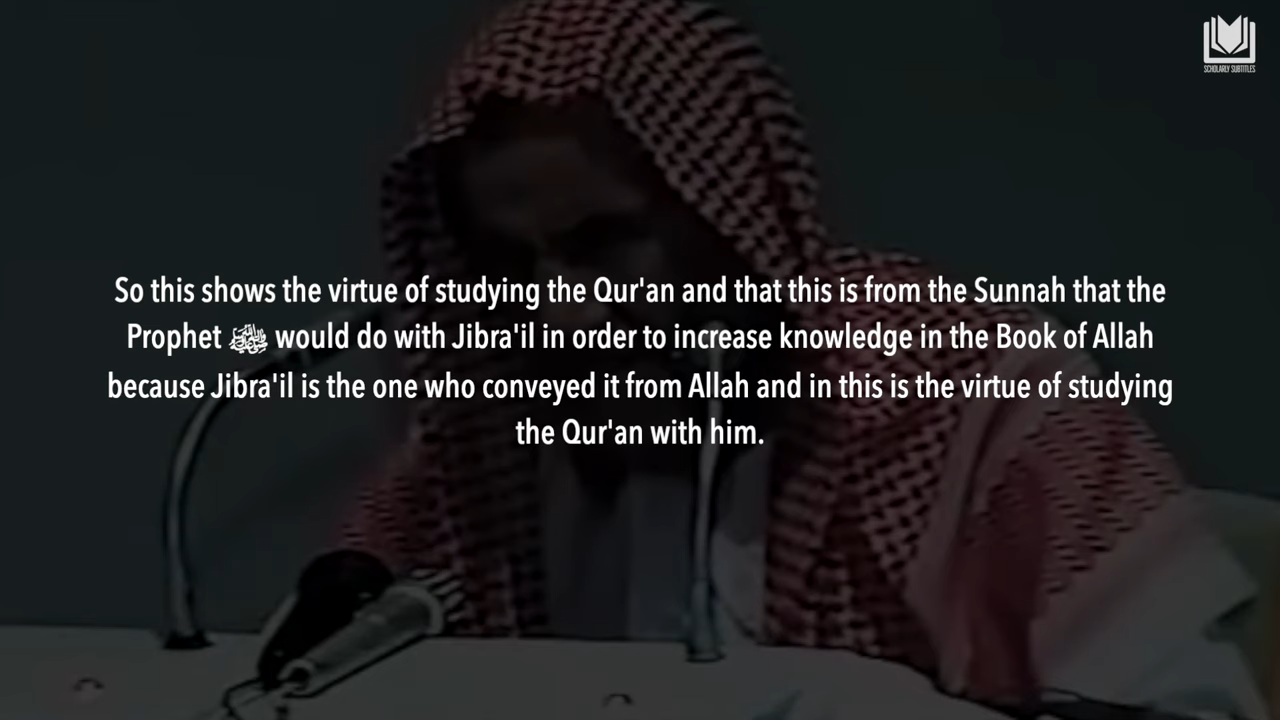 SCHOLARLY SUBTITLES
So this shows the virtue of studying the Qur'an and that this is from the Sunnah that the
Prophet ﷺ would do with Jibra'il in order to increase knowledge in the Book of Allah
because Jibra'il is the one who conveyed it from Allah and in this is the virtue of studying
the Qur'an with him.